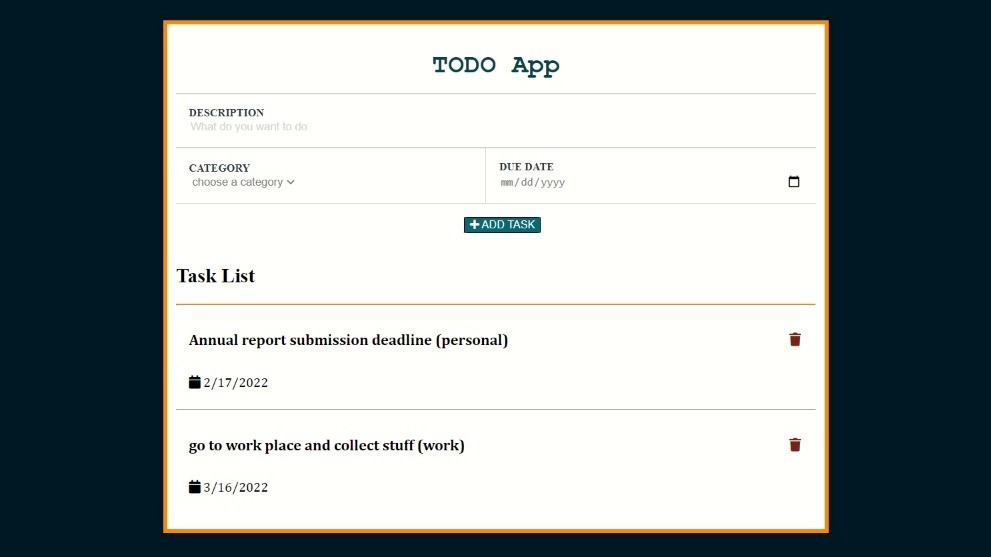 TODO App
DESCRIPTION
What do you want to do
CATEGORY
choose a category
DUE DATE
mm/dd/yyyy
ADD TASK
Task List
Annual report submission deadline (personal)
2/17/2022
go to work place and collect stuff (work)
3/16/2022